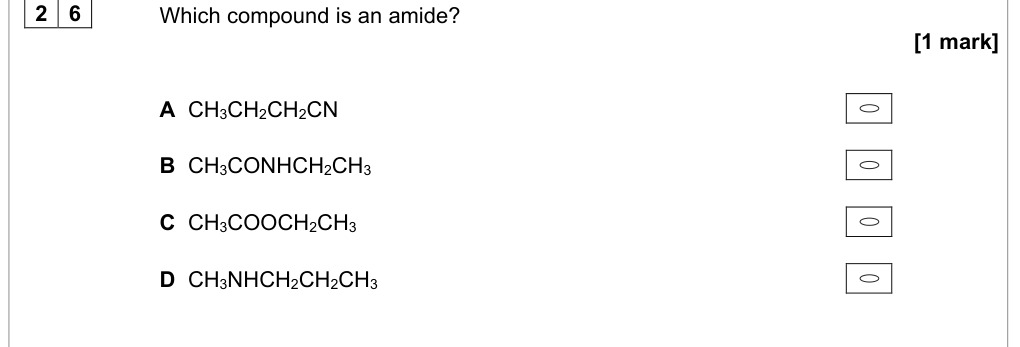 2 6 Which compound is an amide?
[1 mark]
A CH₃CH₂CH₂CN
B CH₃CONHCH₂CH₃
C CH₃COOCH₂CH₃
D CH₃NHCH₂CH₂CH₃